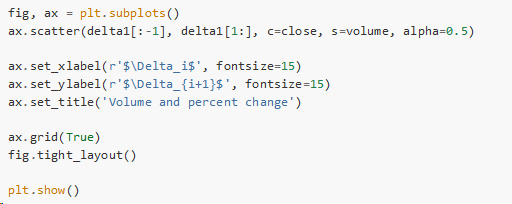 fig, ax = plt.subplots()
ax.scatter(delta1[:-1], delta1[1:], c=close, s=volume, alpha=0.5)
ax.set_xlabel(r'$\Delta_i$', fontsize=15)
ax.set_ylabel(r'$\Delta_{i+1}$', fontsize=15)
ax.set_title('Volume and percent change')
ax.grid(True)
fig.tight_layout()
plt.show()